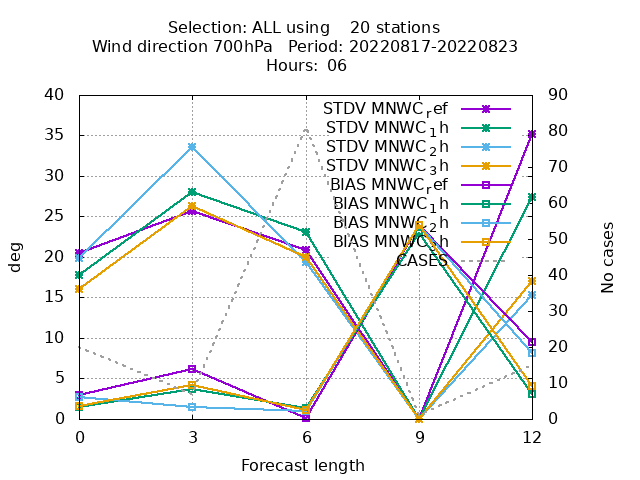 Selection: ALL using 20 stations
Wind direction 700hPa Period: 20220817-20220823
Hours: 06
40 90
35 80
30 70
25 60
20 50
15 40
10 30
5 20
0 10
0
STDV MNWC_ref
STDV MNWC_1h
STDV MNWC_2h
STDV MNWC_3h
BIAS MNWC_ref
BIAS MNWC_1h
BIAS MNWC_2h
BIAS MNWC_3h
CASES
deg
No cases
0 3 6 9 12
Forecast length